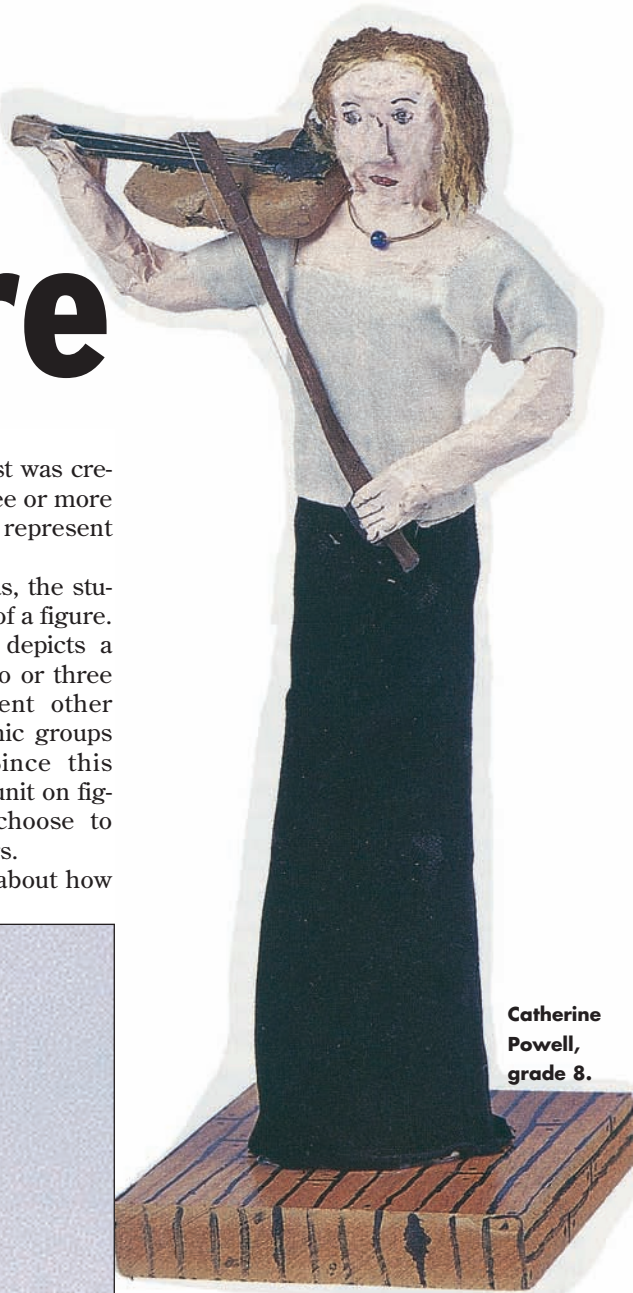 re
st was cre-
ee or more
represent
s, the stu-
of a figure.
depicts a
o or three
ent other
nic groups
ince this
unit on fig-
choose to
s.
about how
Catherine
Powell,
grade 8.